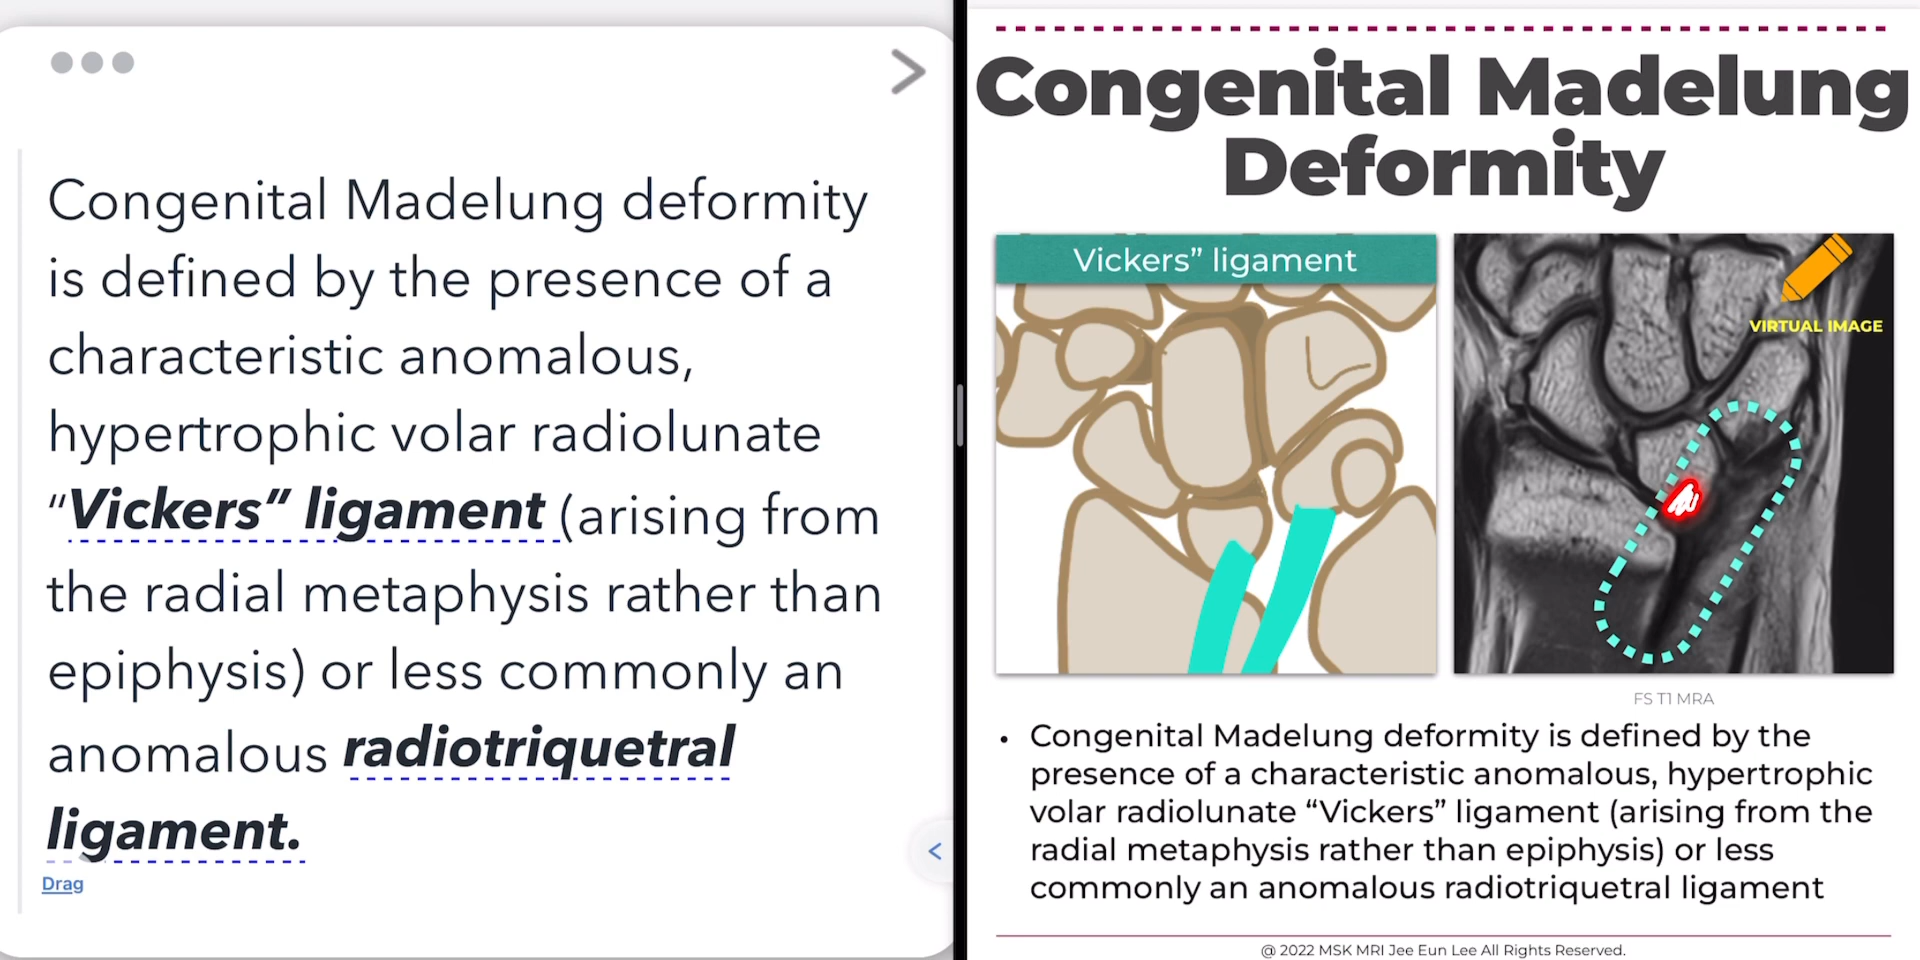 Congenital Madelung deformity
is defined by the presence of a
characteristic anomalous,
hypertrophic volar radiolunate
“Vickers” ligament (arising from
the radial metaphysis rather than
epiphysis) or less commonly an
anomalous radiotriquetral
ligament.
Drag
Congenital Madelung
Deformity
Vickers” ligament
VIRTUAL IMAGE
FS T1 MRA
• Congenital Madelung deformity is defined by the
presence of a characteristic anomalous, hypertrophic
volar radiolunate “Vickers” ligament (arising from the
radial metaphysis rather than epiphysis) or less
commonly an anomalous radiotriquetral ligament
@ 2022 MSK MRI Jee Eun Lee All Rights Reserved.